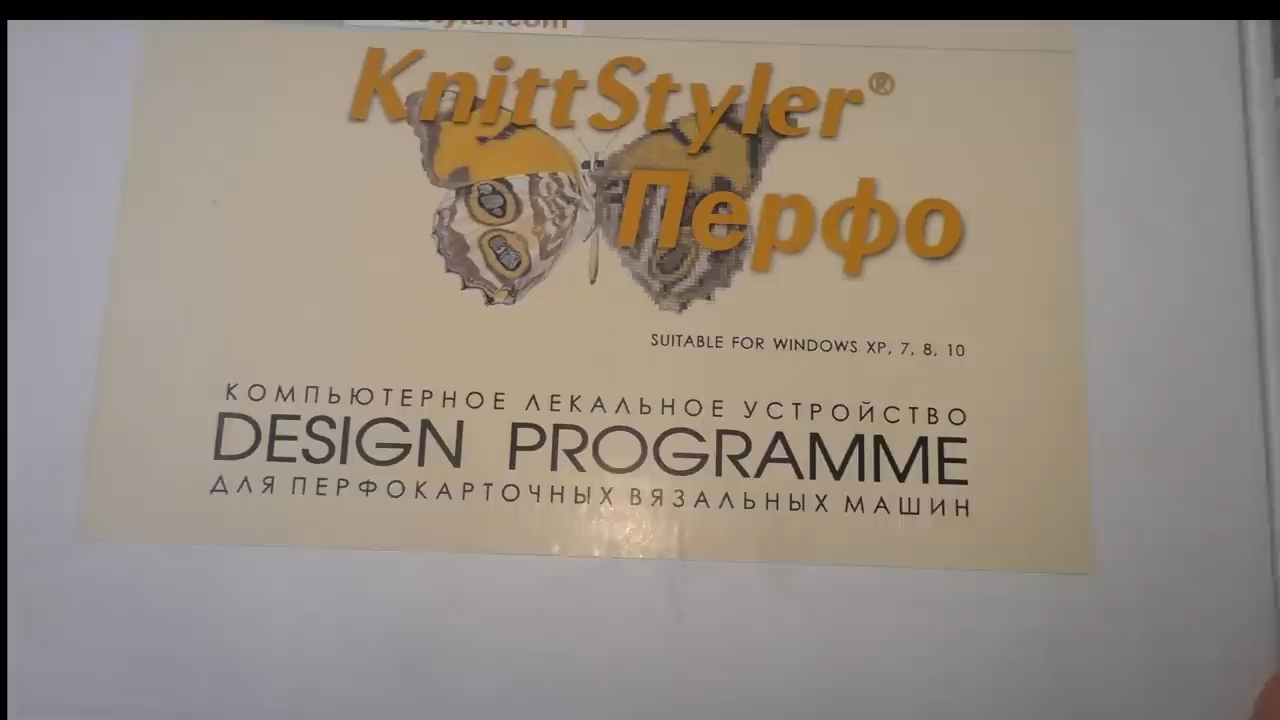 KnittStyler®
Перфо
SUITABLE FOR WINDOWS XP, 7, 8, 10
КОМПЬЮТЕРНОЕ ЛЕКАЛЬНОЕ УСТРОЙСТВО
DESIGN PROGRAMME
ДЛЯ ПЕРФОКАРТОЧНЫХ ВЯЗАЛЬНЫХ МАШИН